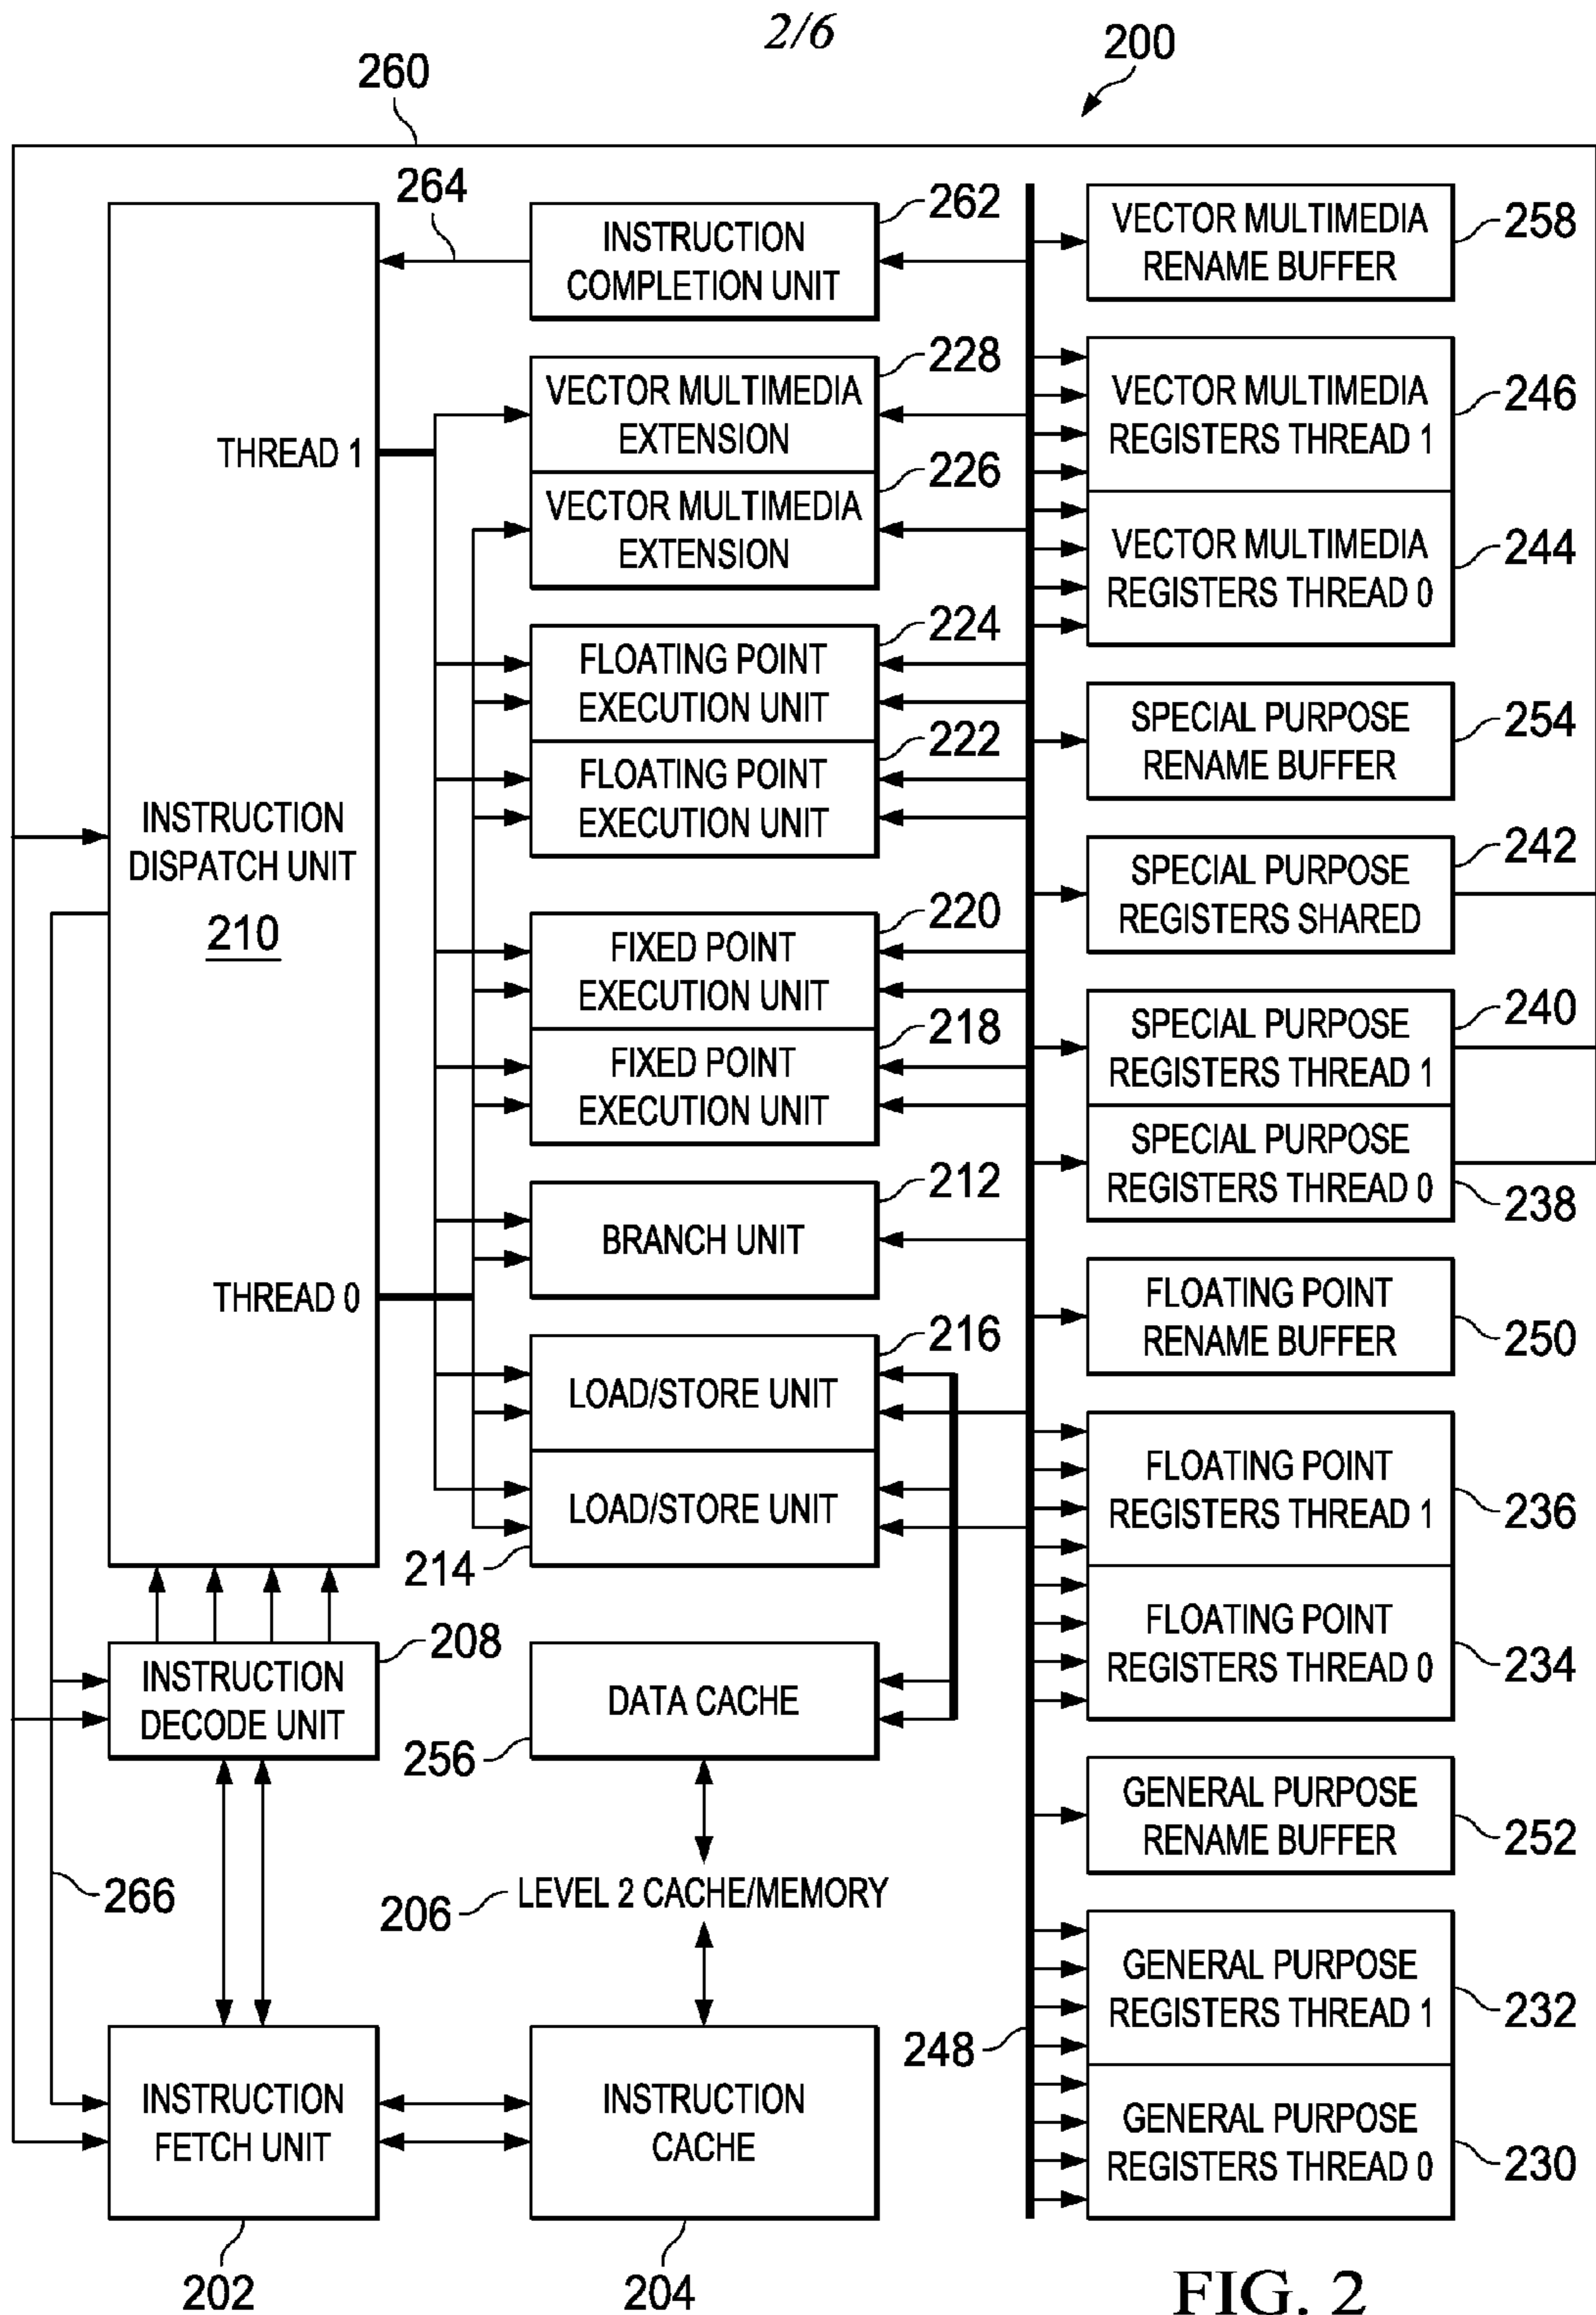 2/6
200
260
264
INSTRUCTION
COMPLETION UNIT
262
VECTOR MULTIMEDIA
RENAME BUFFER
258
THREAD 1
VECTOR MULTIMEDIA
EXTENSION
228
VECTOR MULTIMEDIA
EXTENSION
226
VECTOR MULTIMEDIA
REGISTERS THREAD 1
246
VECTOR MULTIMEDIA
REGISTERS THREAD 0
244
FLOATING POINT
EXECUTION UNIT
224
FLOATING POINT
EXECUTION UNIT
222
SPECIAL PURPOSE
RENAME BUFFER
254
INSTRUCTION
DISPATCH UNIT
210
SPECIAL PURPOSE
REGISTERS SHARED
242
FIXED POINT
EXECUTION UNIT
220
FIXED POINT
EXECUTION UNIT
218
SPECIAL PURPOSE
REGISTERS THREAD 1
240
SPECIAL PURPOSE
REGISTERS THREAD 0
238
BRANCH UNIT
212
THREAD 0
FLOATING POINT
RENAME BUFFER
250
LOAD/STORE UNIT
216
LOAD/STORE UNIT
214
FLOATING POINT
REGISTERS THREAD 1
236
FLOATING POINT
REGISTERS THREAD 0
234
INSTRUCTION
DECODE UNIT
208
DATA CACHE
256
GENERAL PURPOSE
RENAME BUFFER
252
266
206
LEVEL 2 CACHE/MEMORY
GENERAL PURPOSE
REGISTERS THREAD 1
232
248
INSTRUCTION
FETCH UNIT
202
INSTRUCTION
CACHE
204
GENERAL PURPOSE
REGISTERS THREAD 0
230
FIG. 2